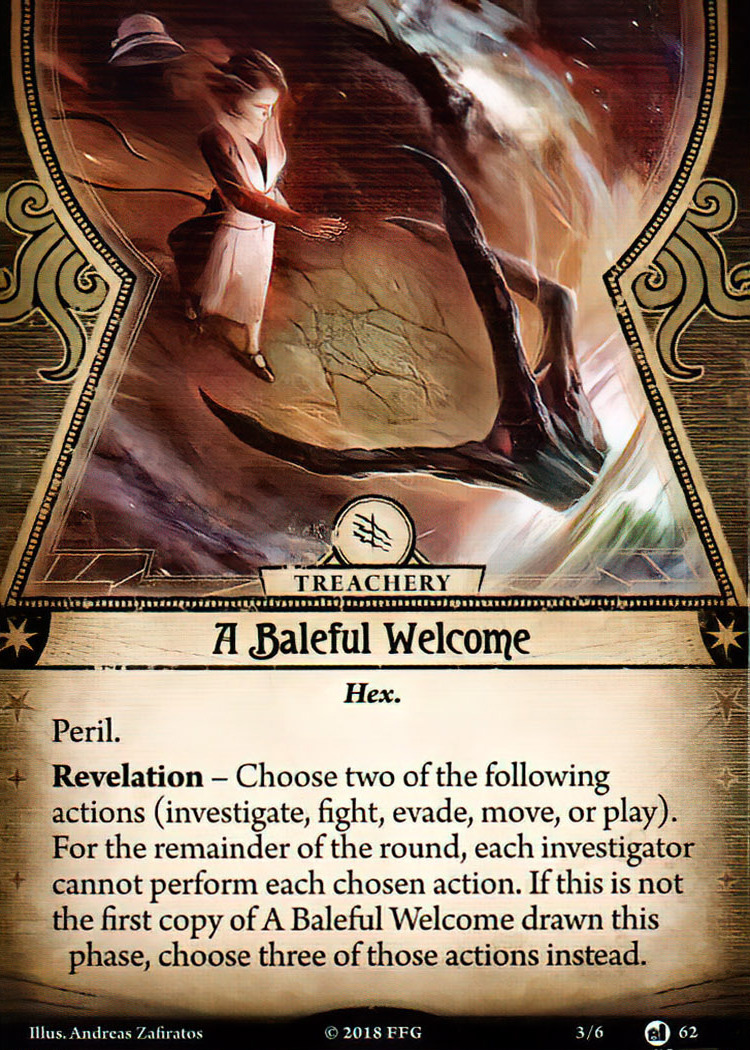 TREACHERY
A Baleful Welcome
Hex.
Peril.
Revelation – Choose two of the following
actions (investigate, fight, evade, move, or play).
For the remainder of the round, each investigator
cannot perform each chosen action. If this is not
the first copy of A Baleful Welcome drawn this
phase, choose three of those actions instead.
Illus. Andreas Zafiratos © 2018 FFG 3/6 62